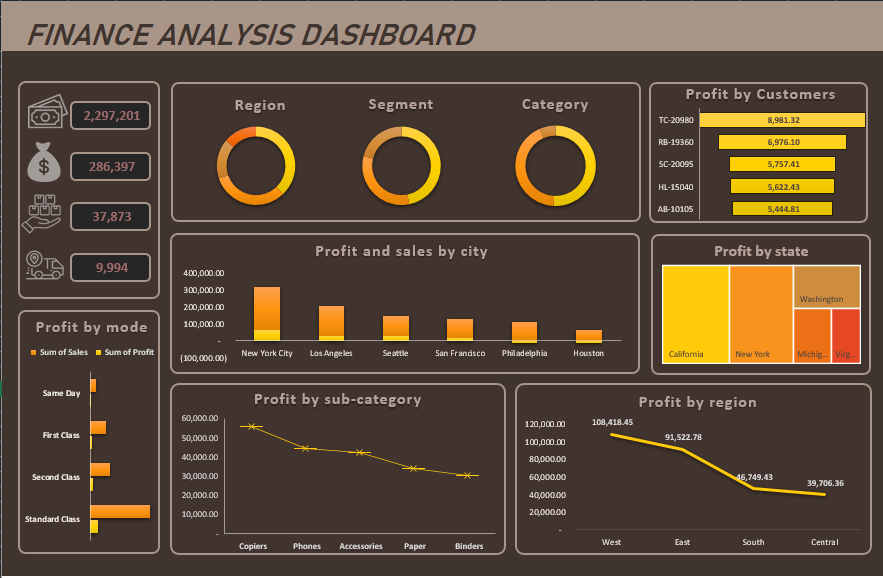 FINANCE ANALYSIS DASHBOARD
2,297,201
286,397
37,873
9,994
Region
Segment
Category
Profit by Customers
TC-20980
8,981.32
RB-19360
6,976.10
SC-20095
5,757.41
HL-15040
5,622.43
AB-10105
5,444.81
Profit and sales by city
400,000.00
300,000.00
200,000.00
100,000.00
-
(100,000.00)
New York City
Los Angeles
Seattle
San Francisco
Philadelphia
Houston
Profit by state
California
New York
Washington
Michig...
Virg...
Profit by mode
Sum of Sales
Sum of Profit
Same Day
First Class
Second Class
Standard Class
Profit by sub-category
60,000.00
50,000.00
40,000.00
30,000.00
20,000.00
10,000.00
-
Copiers
Phones
Accessories
Paper
Binders
Profit by region
120,000.00
100,000.00
80,000.00
60,000.00
40,000.00
20,000.00
-
108,418.45
91,522.78
46,749.43
39,706.36
West
East
South
Central